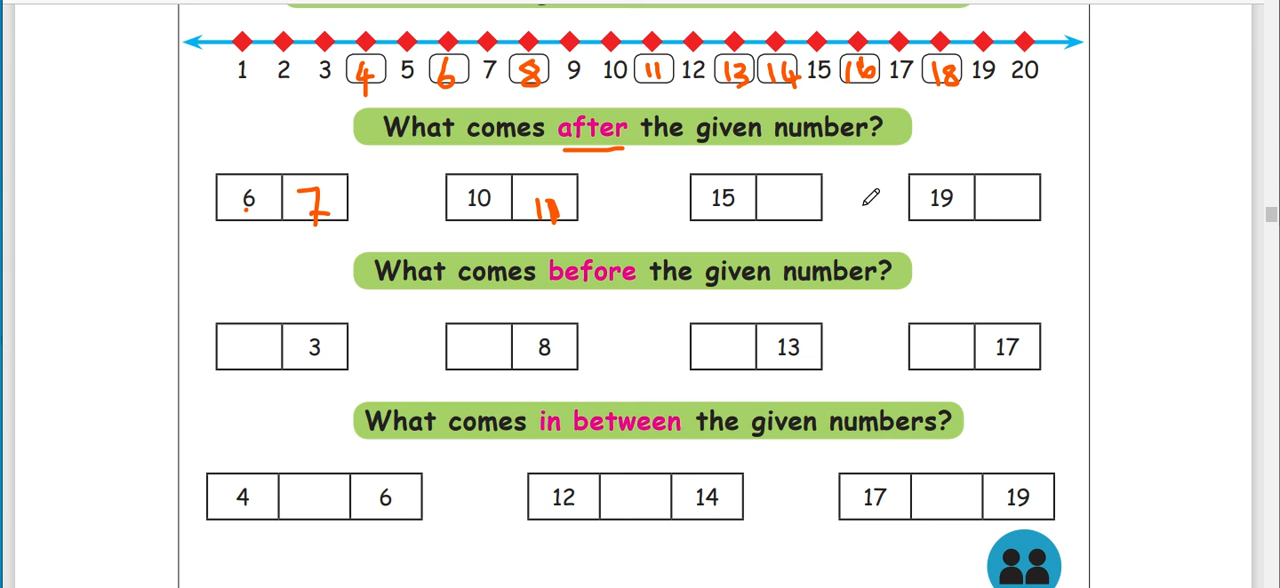 1 2 3 4 5 6 7 8 9 10 11 12 13 14 15 16 17 18 19 20
What comes after the given number?
6 7 10 11 15 19
What comes before the given number?
3 8 13 17
What comes in between the given numbers?
4 6 12 14 17 19